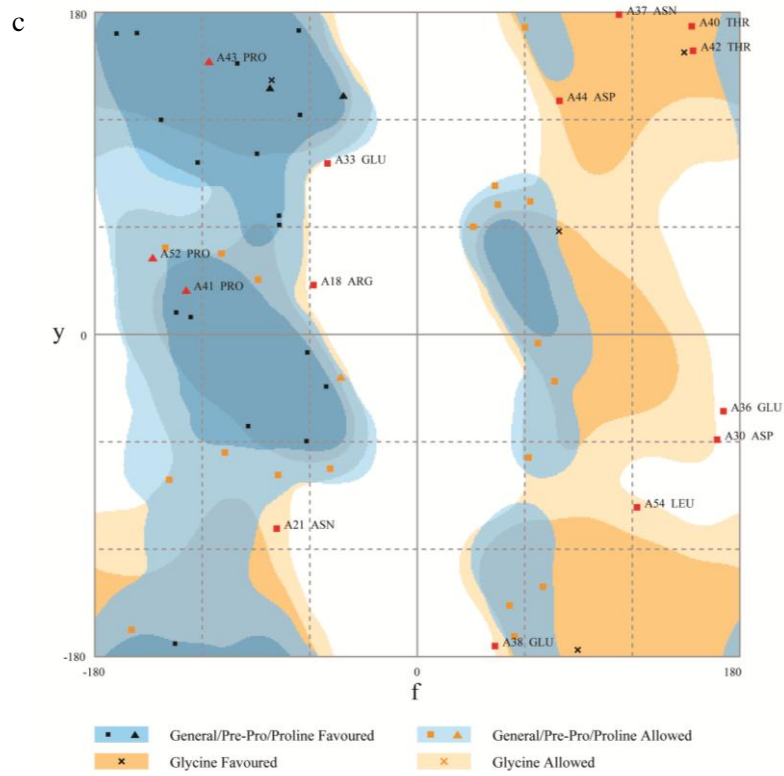 c
180
A37 ASN
A40 THR
A43 PRO
A42 THR
A44 ASP
A33 GLU
A52 PRO
A41 PRO
A18 ARG
y
0
A36 GLU
A30 ASP
A54 LEU
A21 ASN
A38 GLU
-180
-180
0
180
f
General/Pre-Pro/Proline Favoured
General/Pre-Pro/Proline Allowed
Glycine Favoured
Glycine Allowed